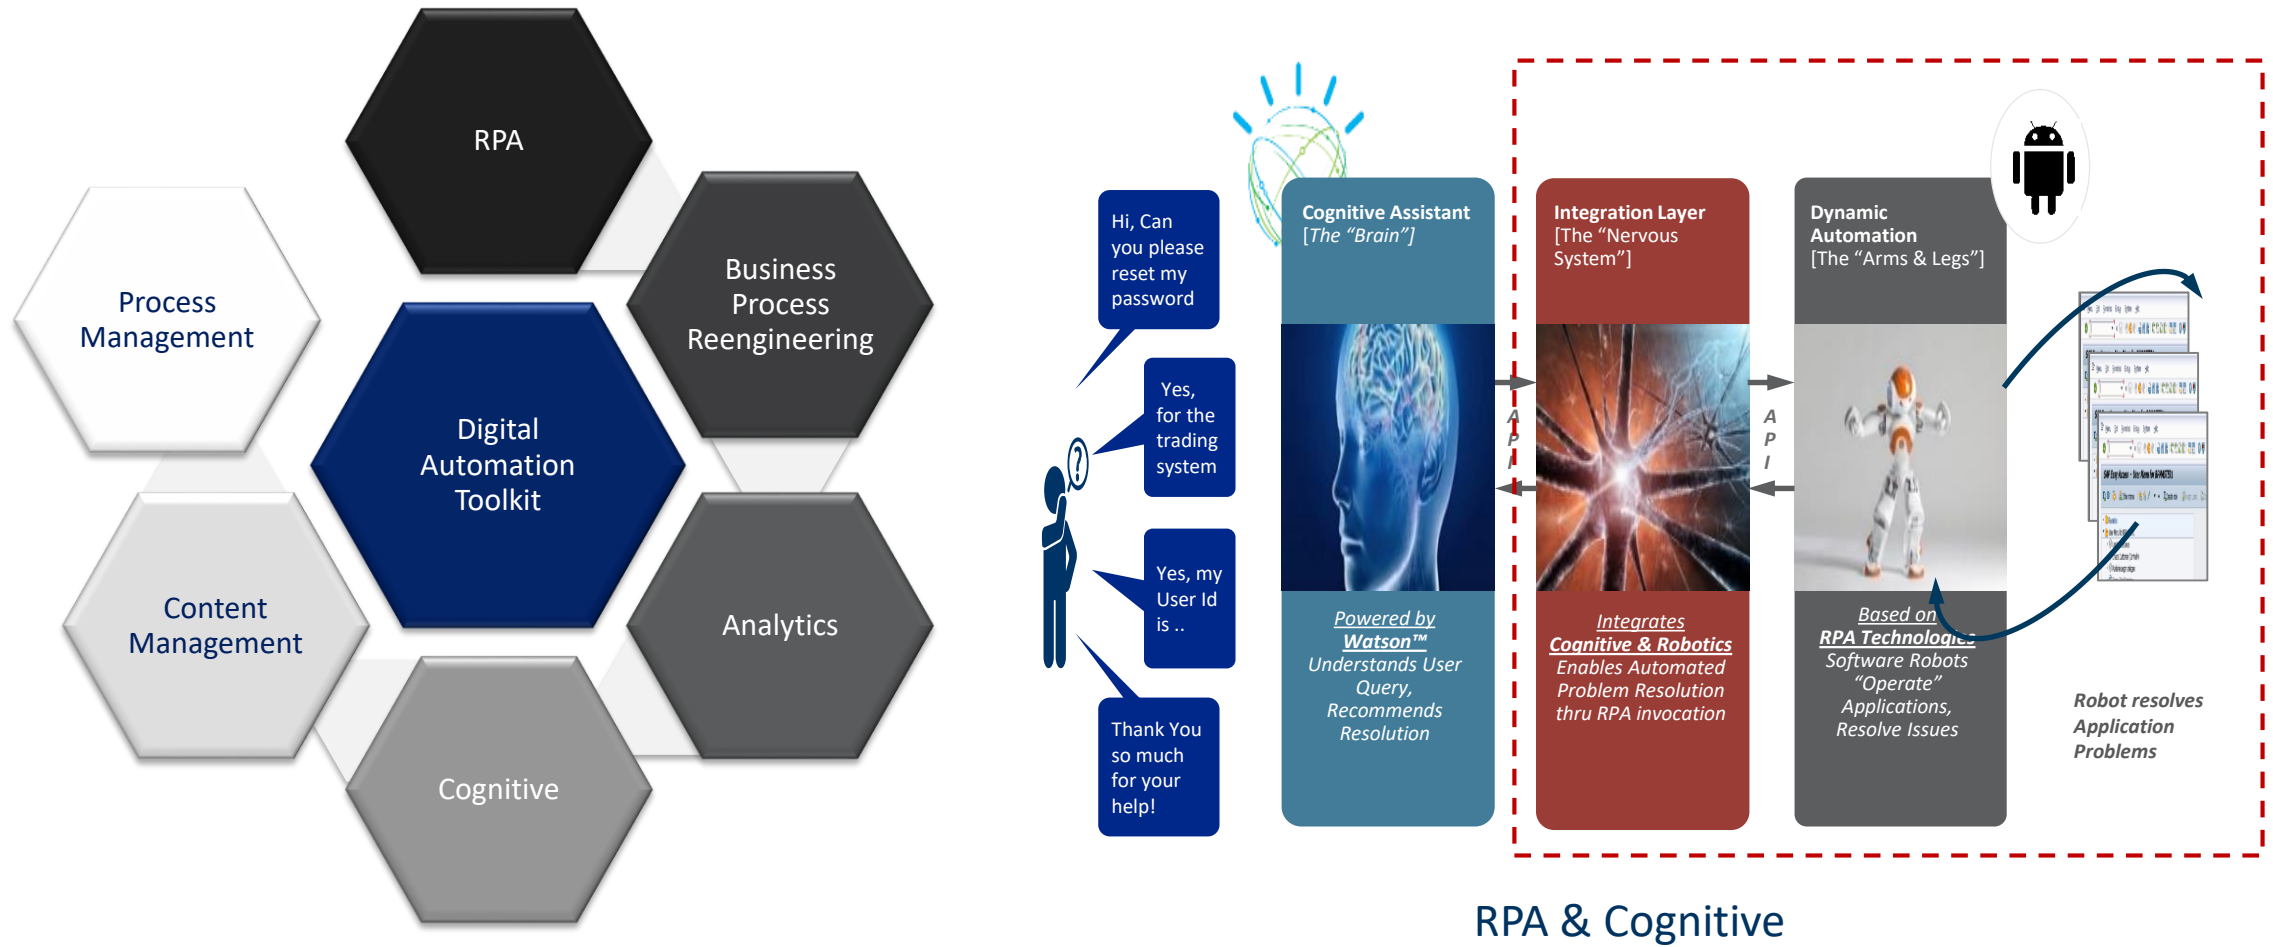 RPA
Business
Process
Reengineering
Process
Management
Digital
Automation
Toolkit
Content
Management
Analytics
Cognitive
Hi, Can
you please
reset my
password
Yes,
for the
trading
system
?
Yes, my
User Id
is ..
Thank You
so much
for your
help!
Cognitive Assistant
[The “Brain”]
Powered by
Watson™
Understands User
Query,
Recommends
Resolution
A
P
I
Integration Layer
[The “Nervous
System”]
Integrates
Cognitive & Robotics
Enables Automated
Problem Resolution
thru RPA invocation
A
P
I
Dynamic
Automation
[The “Arms & Legs”]
Based on
RPA Technologies
Software Robots
“Operate”
Applications,
Resolve Issues
Robot resolves
Application
Problems
RPA & Cognitive